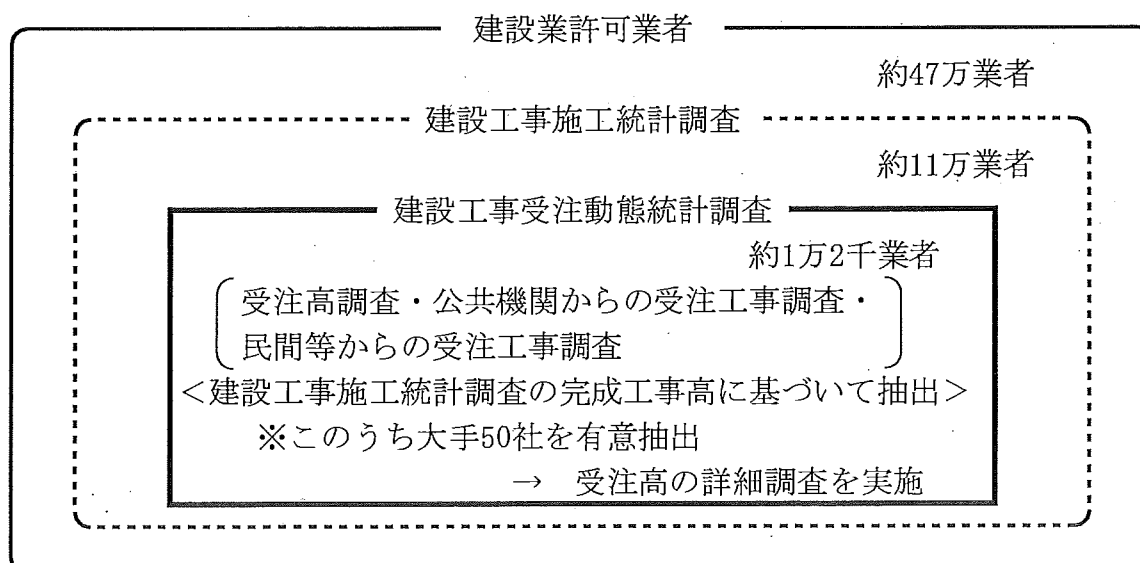 建設業許可業者
約47万業者
建設工事施工統計調査
約11万業者
建設工事受注動態統計調査
約1万2千業者
受注高調査・公共機関からの受注工事調査・
民間等からの受注工事調査
＜建設工事施工統計調査の完成工事高に基づいて抽出＞
※このうち大手50社を有意抽出
→　受注高の詳細調査を実施